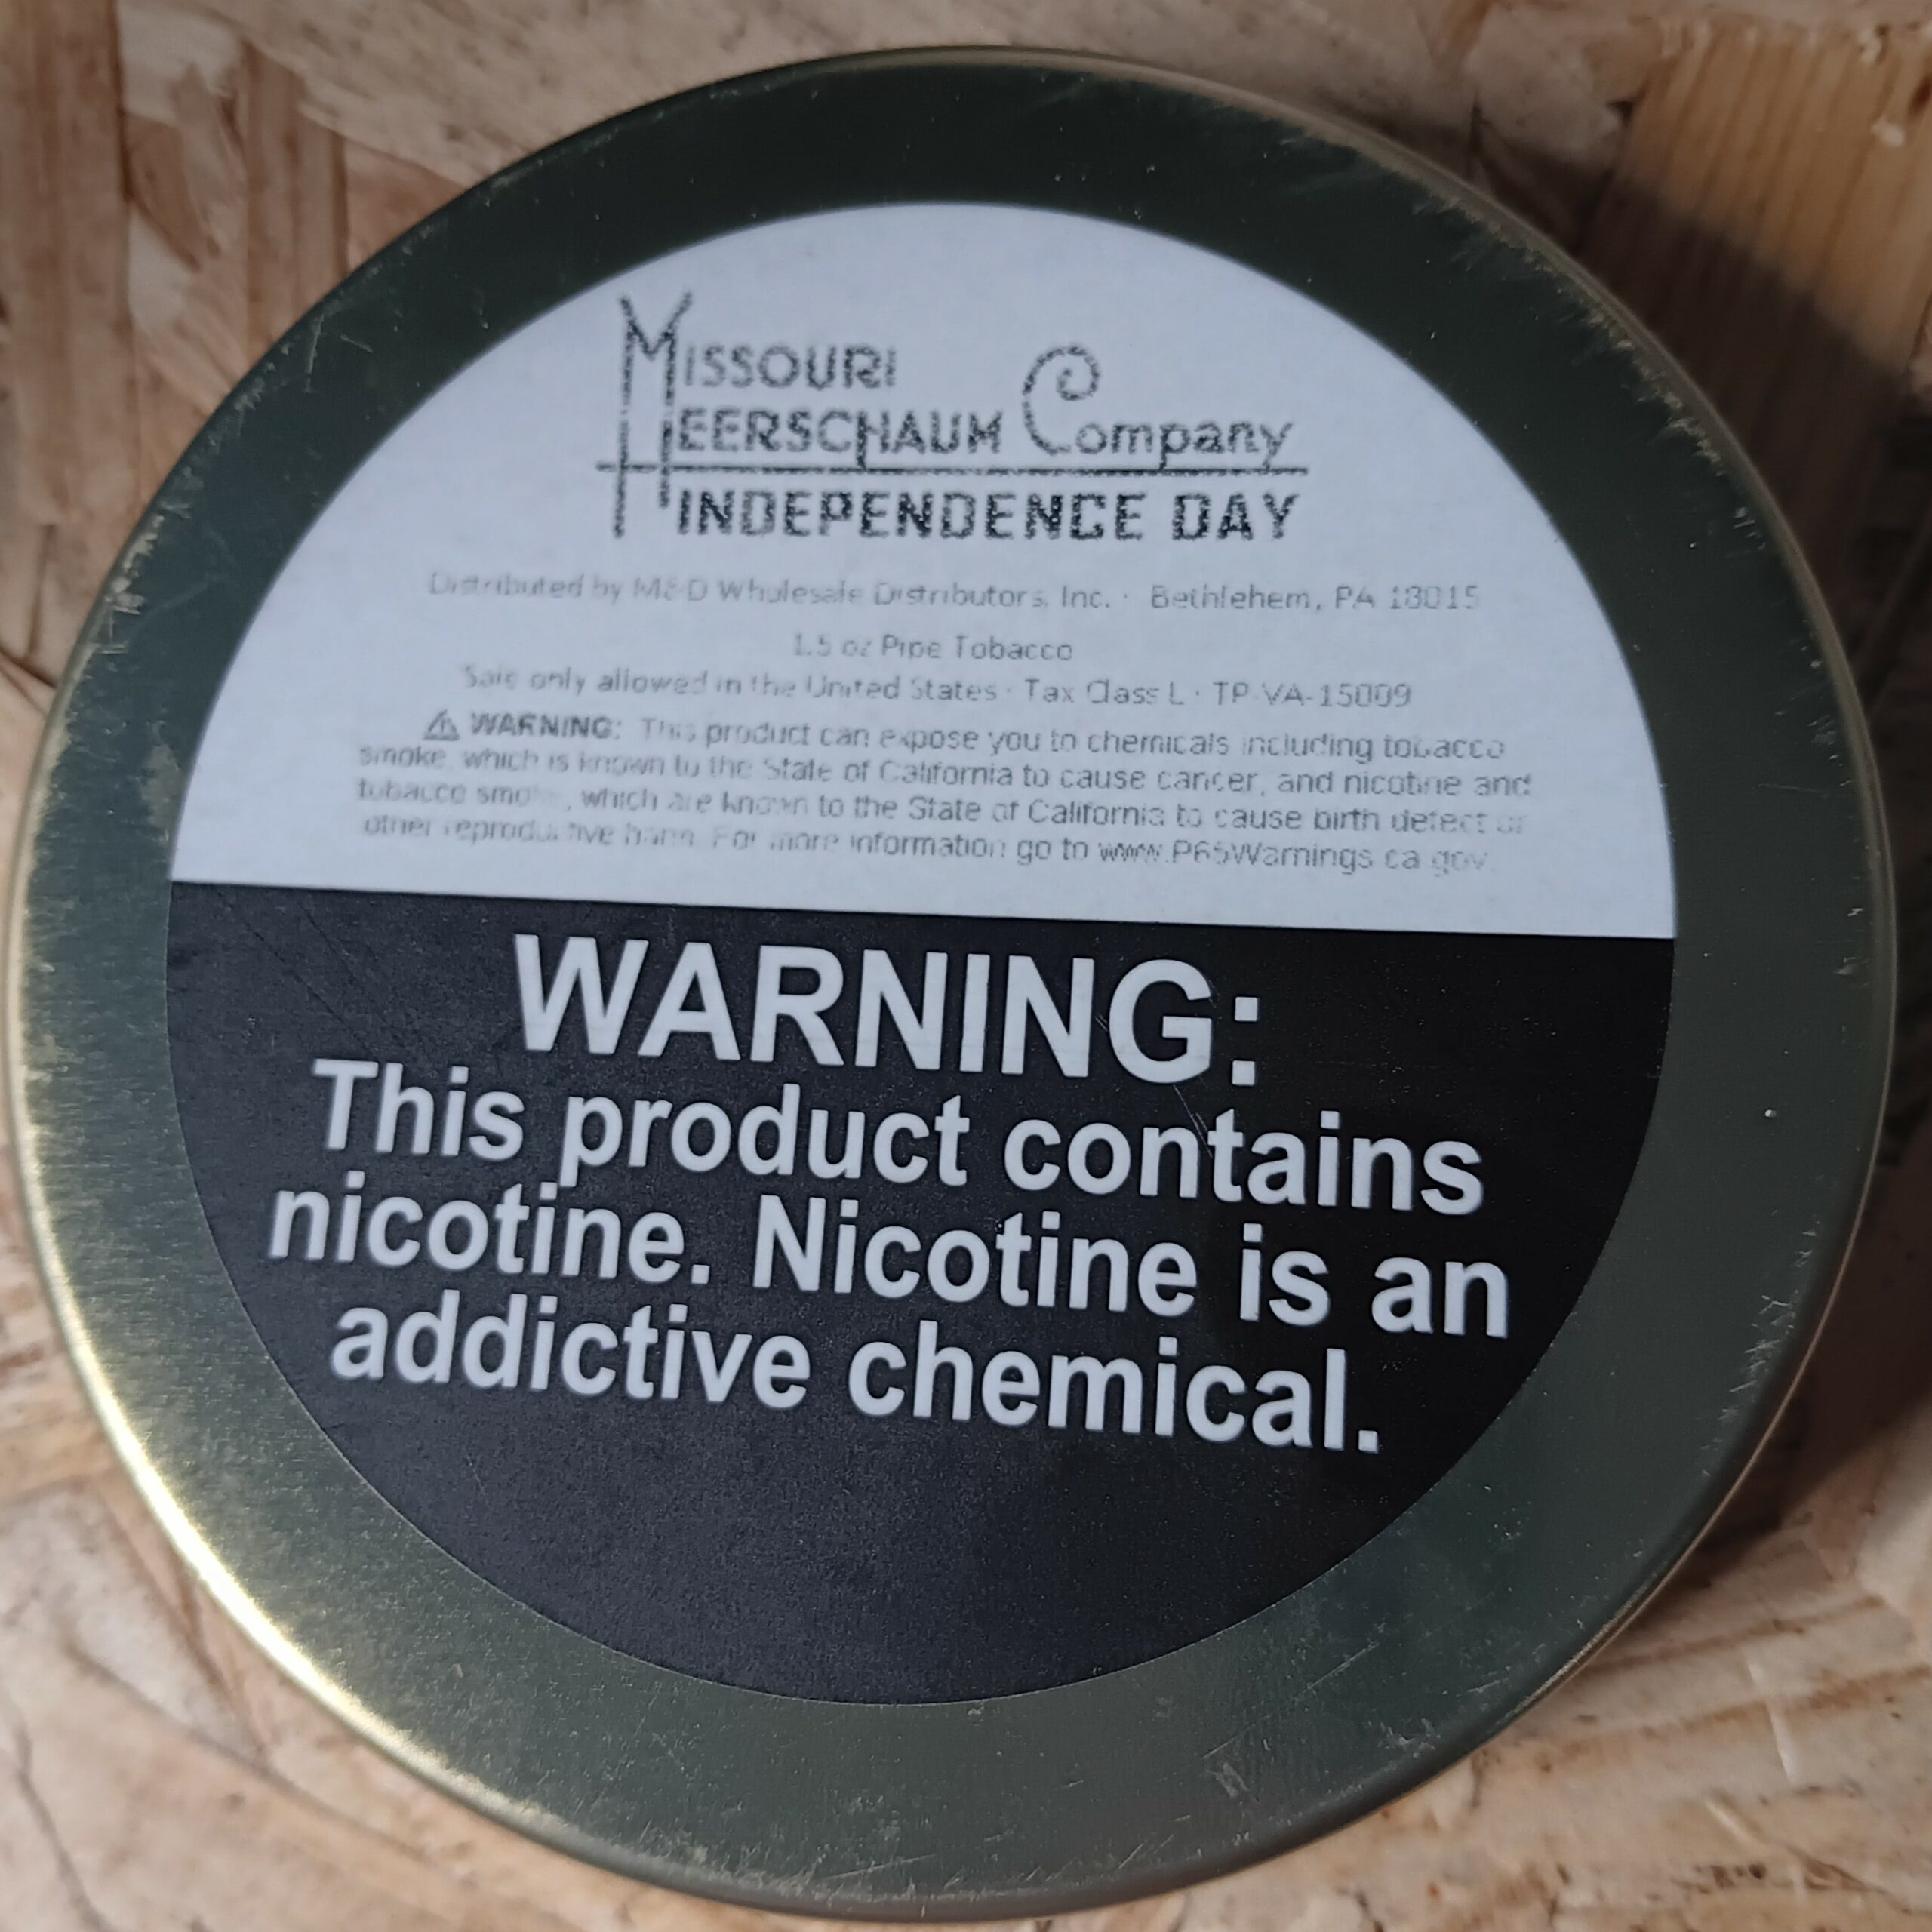 MISSOURI
MEERSCHAUM Company
INDEPENDENCE DAY
Distributed by M&D Wholesale Distributors, Inc. · Bethlehem, PA 18015
1.5 oz Pipe Tobacco
Sale only allowed in the United States · Tax Class L · TP-VA-15009
⚠ WARNING: This product can expose you to chemicals including tobacco
smoke, which is known to the State of California to cause cancer, and nicotine and
tobacco smoke, which are known to the State of California to cause birth defect or
other reproductive harm. For more information go to www.P65Warnings.ca.gov.
WARNING:
This product contains
nicotine. Nicotine is an
addictive chemical.